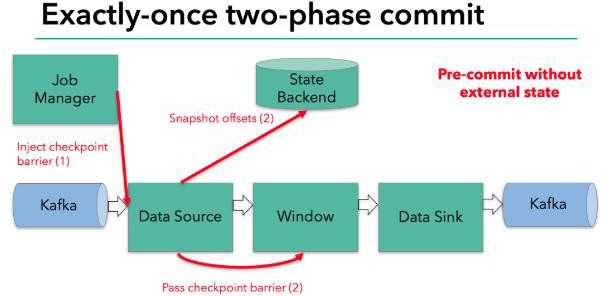 Exactly-once two-phase commit
Job
Manager
State
Backend
Pre-commit without
external state
Snapshot offsets (2)
Inject checkpoint
barrier (1)
Kafka
Data Source
Window
Data Sink
Kafka
Pass checkpoint barrier (2)